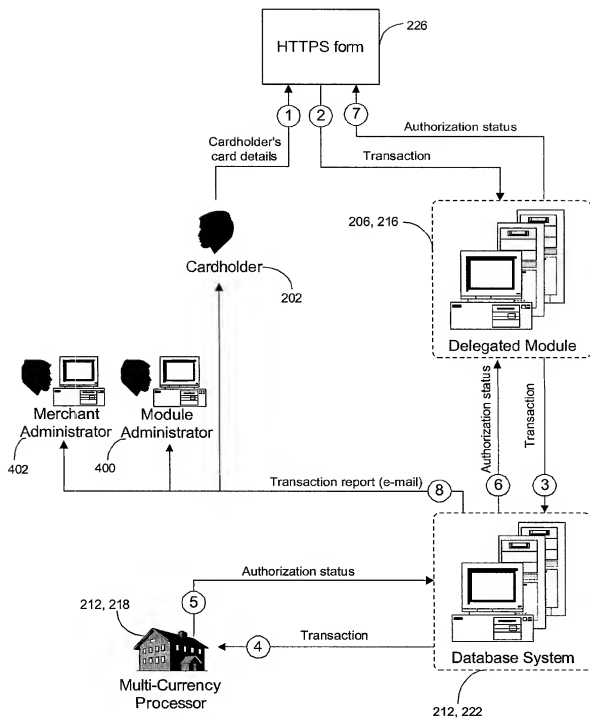 226
HTTPS form
1
2
7
Authorization status
Cardholder's
card details
Transaction
206, 216
Cardholder
202
Delegated Module
Merchant
Administrator
Module
Administrator
402
400
Authorization status
Transaction
Transaction report (e-mail)
8
6
3
Authorization status
5
212, 218
4
Transaction
Multi-Currency
Processor
Database System
212, 222